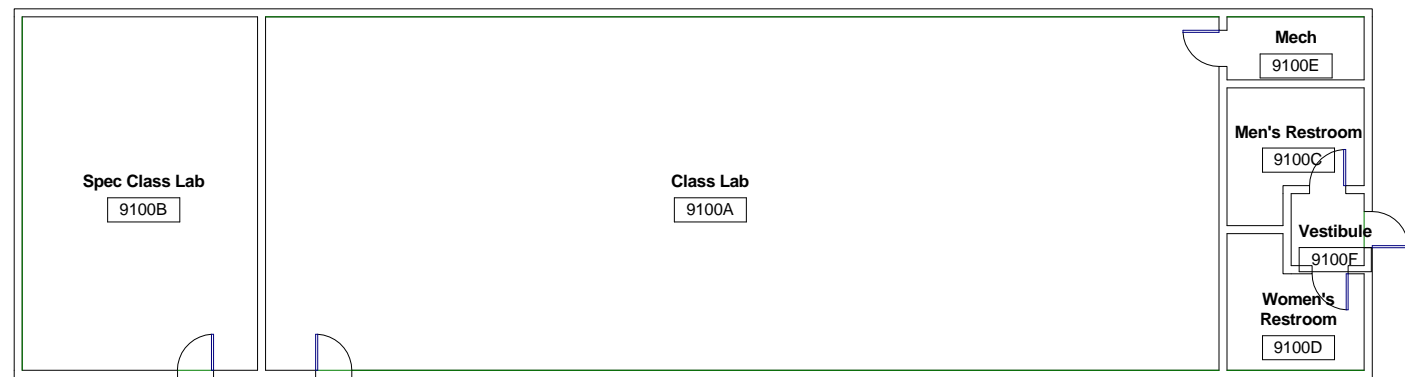 Mech
9100E
Men's Restroom
9100C
Spec Class Lab
9100B
Class Lab
9100A
Vestibule
9100F
Women's
Restroom
9100D